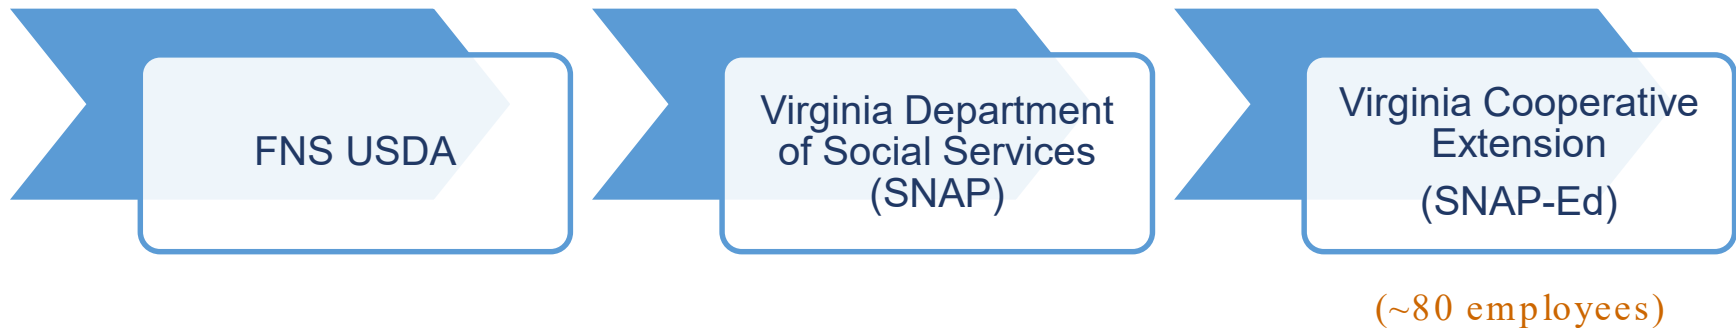 FNS USDA
Virginia Department
of Social Services
(SNAP)
Virginia Cooperative
Extension
(SNAP-Ed)
(~80 employees)